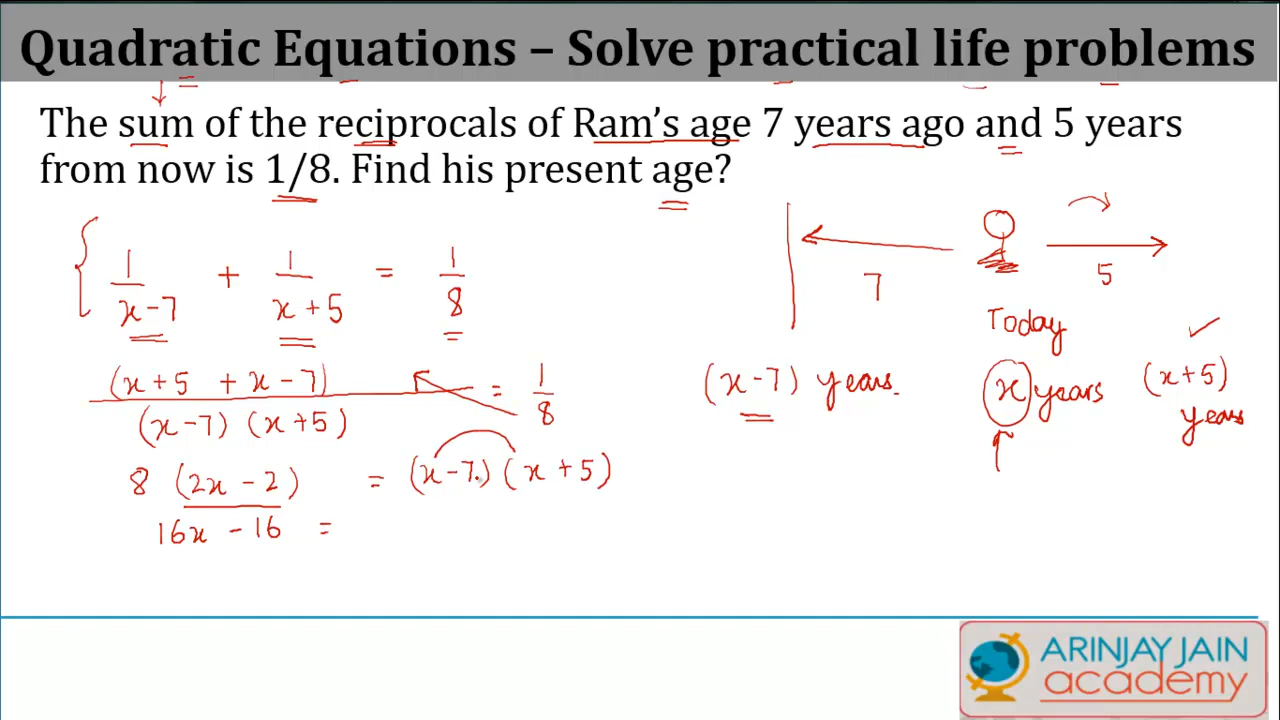 Quadratic Equations – Solve practical life problems
The sum of the reciprocals of Ram's age 7 years ago and 5 years
from now is 1/8. Find his present age?
1/(x-7) + 1/(x+5) = 1/8
(x+5 + x-7)/((x-7)(x+5)) = 1/8
8 (2x-2) = (x-7)(x+5)
16x - 16 =
7
5
Today
(x-7) years.
x years
(x+5)
years
ARINJAY JAIN
academy